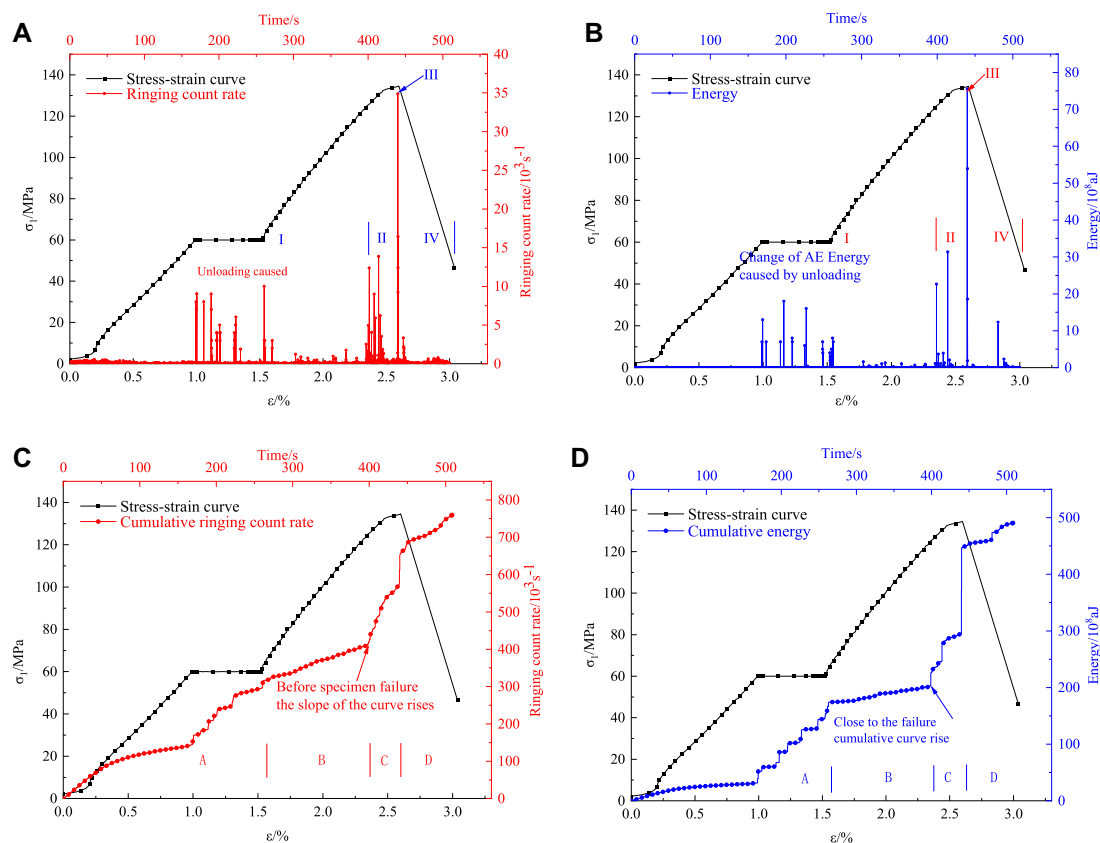 A
Time/s
0 100 200 300 400 500
Stress-strain curve
Ringing count rate
III
I
II
IV
Unloading caused
σ1/MPa
0 20 40 60 80 100 120 140
Ringing count rate/10^3s-1
0 5 10 15 20 25 30 35 40
0.0 0.5 1.0 1.5 2.0 2.5 3.0
ε/%
B
Time/s
0 100 200 300 400 500
Stress-strain curve
Energy
III
I
II
IV
Change of AE Energy
caused by unloading
σ1/MPa
0 20 40 60 80 100 120 140
Energy/10^8aJ
0 10 20 30 40 50 60 70 80
0.0 0.5 1.0 1.5 2.0 2.5 3.0
ε/%
C
Time/s
0 100 200 300 400 500
Stress-strain curve
Cumulative ringing count rate
Before specimen failure
the slope of the curve rises
A B C D
σ1/MPa
0 20 40 60 80 100 120 140
Ringing count rate/10^3s-1
0 100 200 300 400 500 600 700 800
0.0 0.5 1.0 1.5 2.0 2.5 3.0
ε/%
D
Time/s
0 100 200 300 400 500
Stress-strain curve
Cumulative energy
Close to the failure
cumulative curve rise
A B C D
σ1/MPa
0 20 40 60 80 100 120 140
Energy/10^8aJ
0 100 200 300 400 500
0.0 0.5 1.0 1.5 2.0 2.5 3.0
ε/%